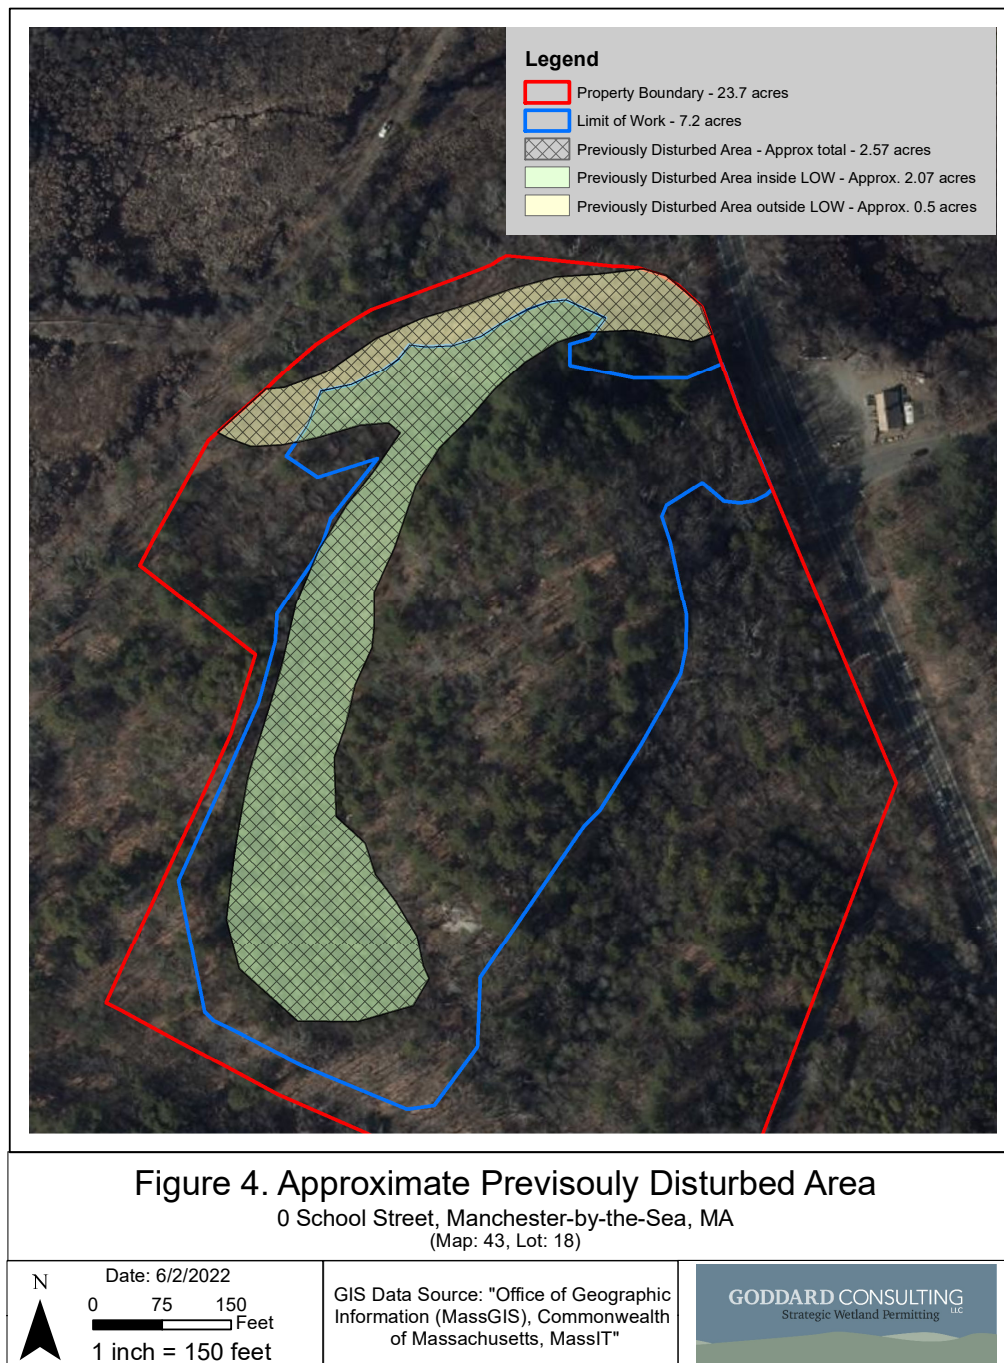 Legend
Property Boundary - 23.7 acres
Limit of Work - 7.2 acres
Previously Disturbed Area - Approx total - 2.57 acres
Previously Disturbed Area inside LOW - Approx. 2.07 acres
Previously Disturbed Area outside LOW - Approx. 0.5 acres
Figure 4. Approximate Previsouly Disturbed Area
0 School Street, Manchester-by-the-Sea, MA
(Map: 43, Lot: 18)
N
Date: 6/2/2022
0 75 150
Feet
1 inch = 150 feet
GIS Data Source: "Office of Geographic
Information (MassGIS), Commonwealth
of Massachusetts, MassIT"
GODDARD CONSULTING
LLC
Strategic Wetland Permitting